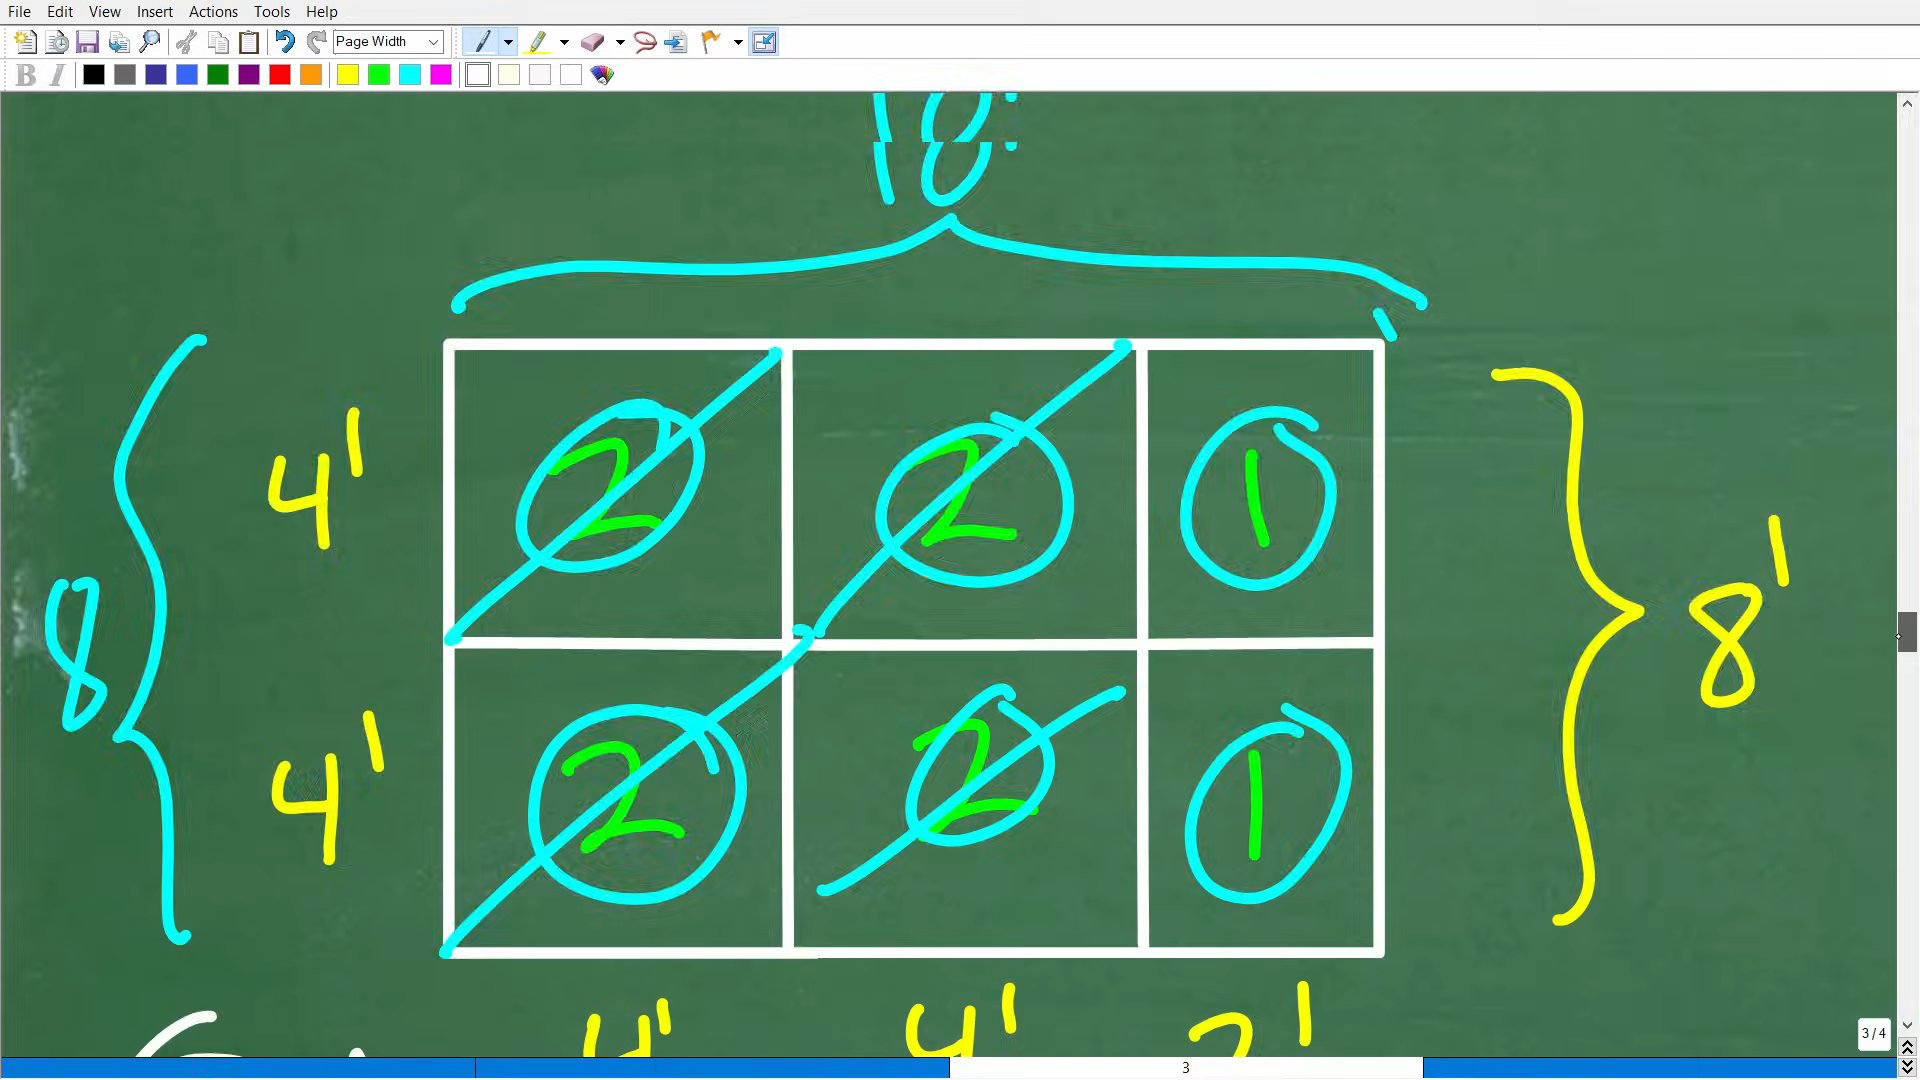 File Edit View Insert Actions Tools Help
Page Width
B I
10'
2 2 1
4'
8
8'
2 2 1
4'
4' 4' 2'
3 / 4
3